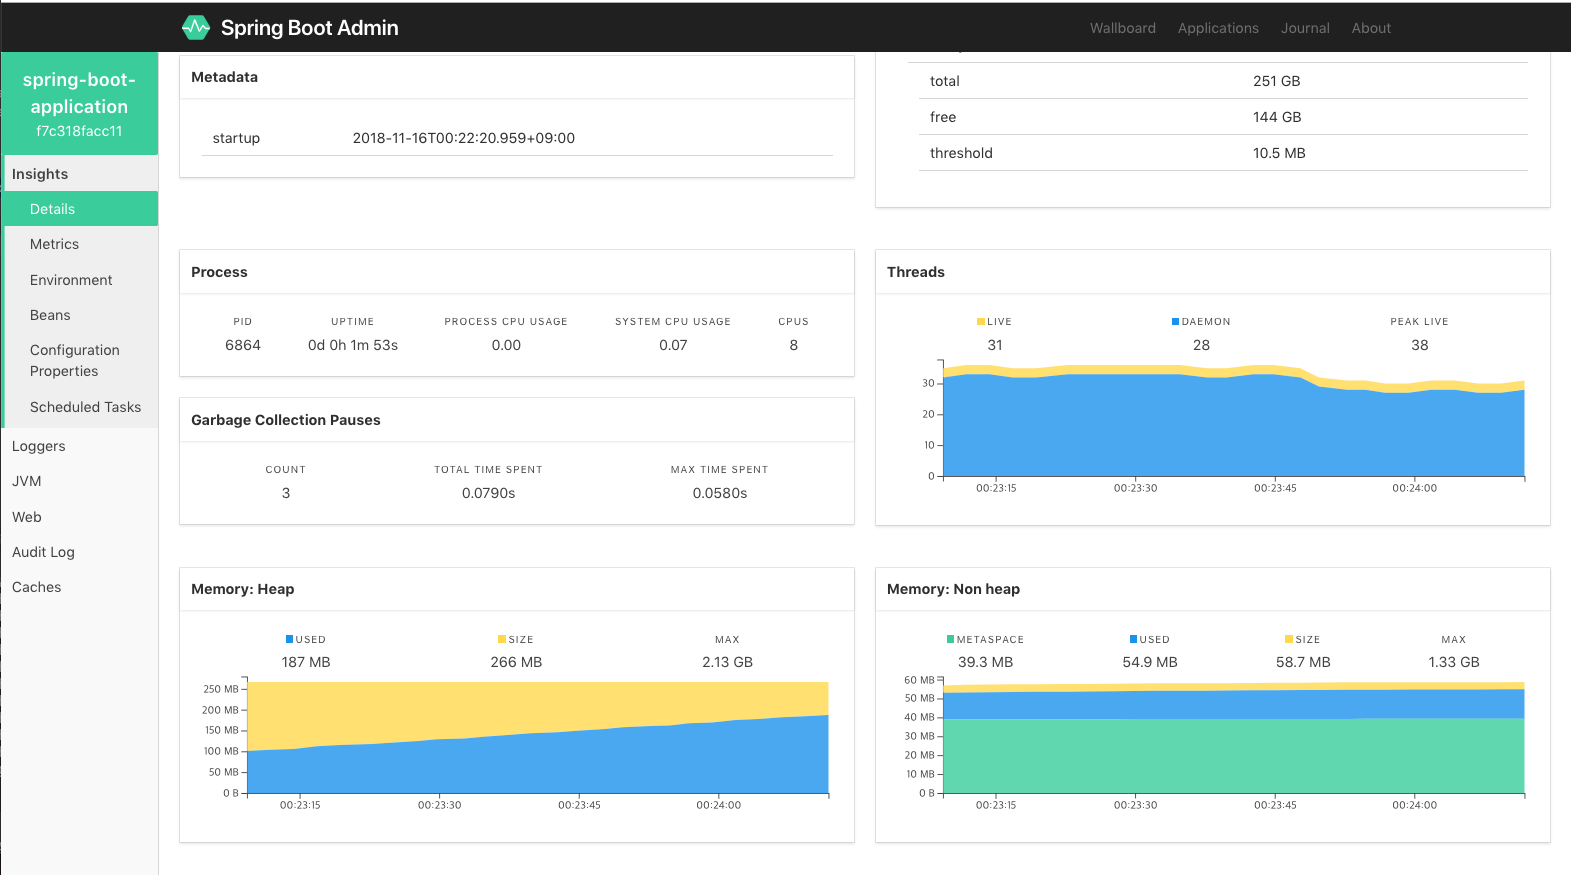 Spring Boot Admin
Wallboard Applications Journal About
spring-boot-
application
f7c318facc11
Insights
Details
Metrics
Environment
Beans
Configuration
Properties
Scheduled Tasks
Loggers
JVM
Web
Audit Log
Caches
Metadata
startup 2018-11-16T00:22:20.959+09:00
total 251 GB
free 144 GB
threshold 10.5 MB
Process
PID UPTIME PROCESS CPU USAGE SYSTEM CPU USAGE CPUS
6864 0d 0h 1m 53s 0.00 0.07 8
Garbage Collection Pauses
COUNT TOTAL TIME SPENT MAX TIME SPENT
3 0.0790s 0.0580s
Threads
LIVE DAEMON PEAK LIVE
31 28 38
30
20
10
0
00:23:15 00:23:30 00:23:45 00:24:00
Memory: Heap
USED SIZE MAX
187 MB 266 MB 2.13 GB
250 MB
200 MB
150 MB
100 MB
50 MB
0 B
00:23:15 00:23:30 00:23:45 00:24:00
Memory: Non heap
METASPACE USED SIZE MAX
39.3 MB 54.9 MB 58.7 MB 1.33 GB
60 MB
50 MB
40 MB
30 MB
20 MB
10 MB
0 B
00:23:15 00:23:30 00:23:45 00:24:00